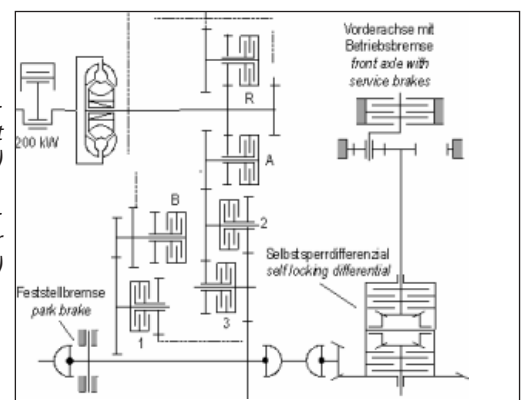 Vorderachse mit
Betriebsbremse
front axle with
service brakes
R
t
200 kW
)
A
B
2
Selbstsperrdifferenzial
self locking differential
r
)
Feststellbremse
park brake
1
3